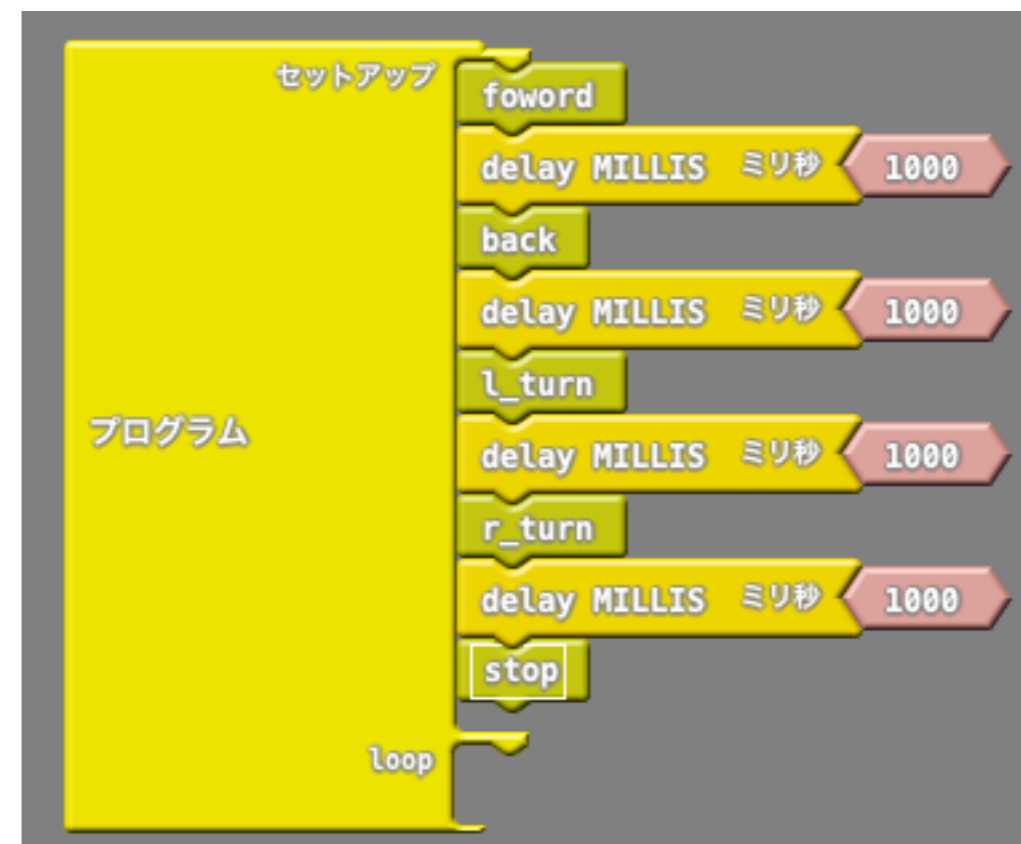 セットアップ
foword
delay MILLIS ミリ秒 1000
back
delay MILLIS ミリ秒 1000
l_turn
プログラム
delay MILLIS ミリ秒 1000
r_turn
delay MILLIS ミリ秒 1000
stop
loop